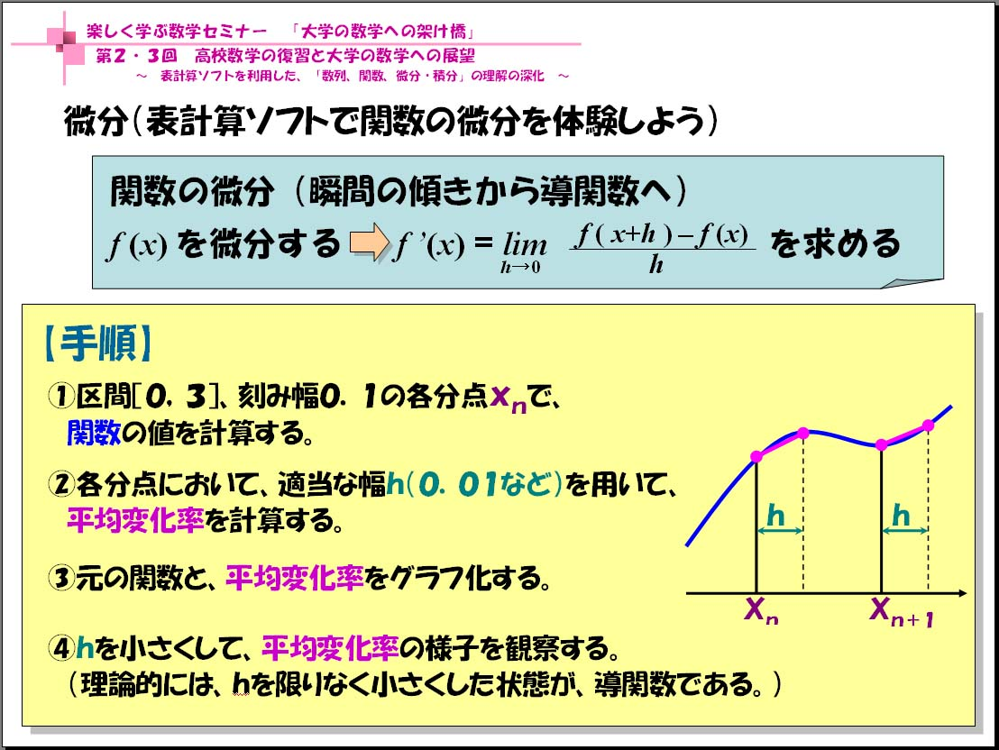 楽しく学ぶ数学セミナー 「大学の数学への架け橋」
第2・3回 高校数学の復習と大学の数学への展望
～ 表計算ソフトを利用した、「数列、関数、微分・積分」の理解の深化 ～
微分(表計算ソフトで関数の微分を体験しよう)
関数の微分 (瞬間の傾きから導関数へ)
f (x) を微分する f ’(x) = lim h→0 f ( x+h ) – f (x) / h を求める
【手順】
①区間[0, 3]、刻み幅0.1の各分点xnで、
関数の値を計算する。
②各分点において、適当な幅h(0.01など)を用いて、
平均変化率を計算する。
③元の関数と、平均変化率をグラフ化する。
④hを小さくして、平均変化率の様子を観察する。
(理論的には、hを限りなく小さくした状態が、導関数である。)
h h
Xn Xn+1